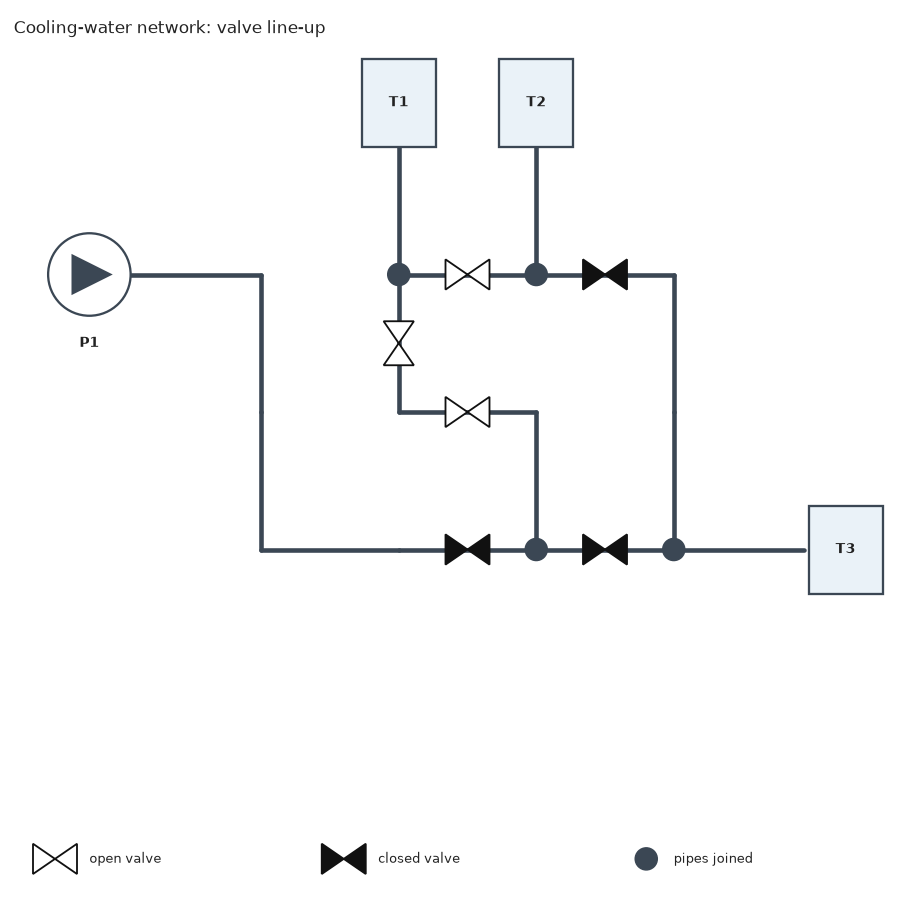 Cooling-water network: valve line-up
T1
T2
P1
T3
open valve
closed valve
pipes joined